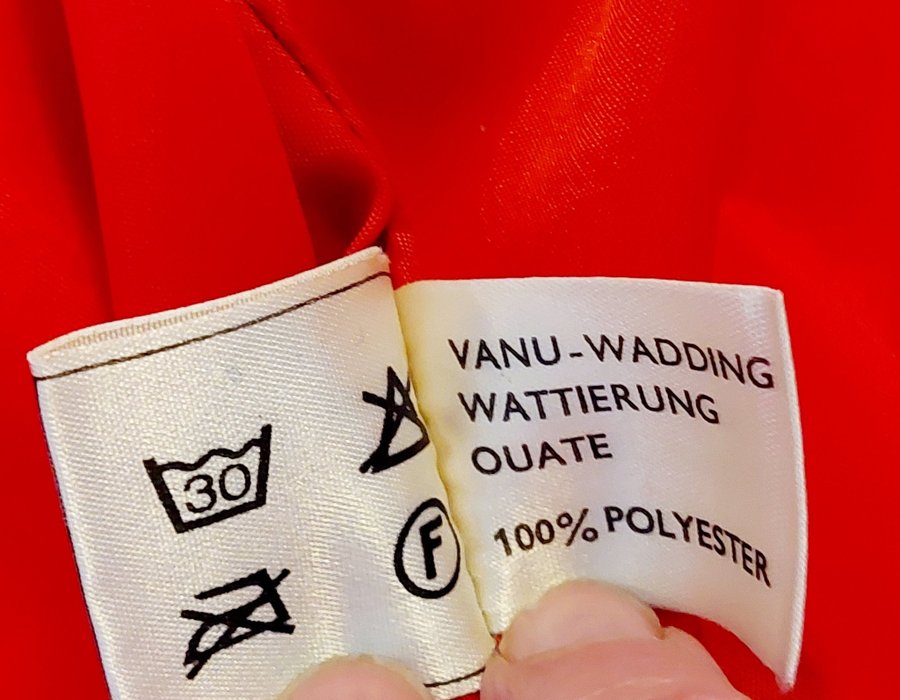 30
F
VANU-WADDING
WATTIERUNG
OUATE
100% POLYESTER